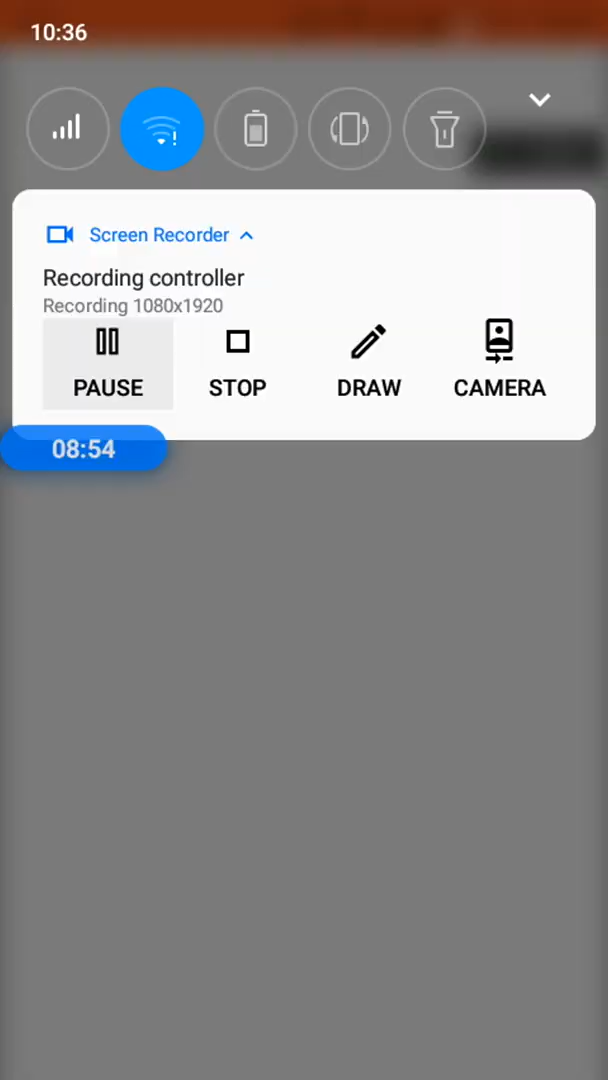 10:36
Screen Recorder
Recording controller
Recording 1080x1920
PAUSE STOP DRAW CAMERA
08:54